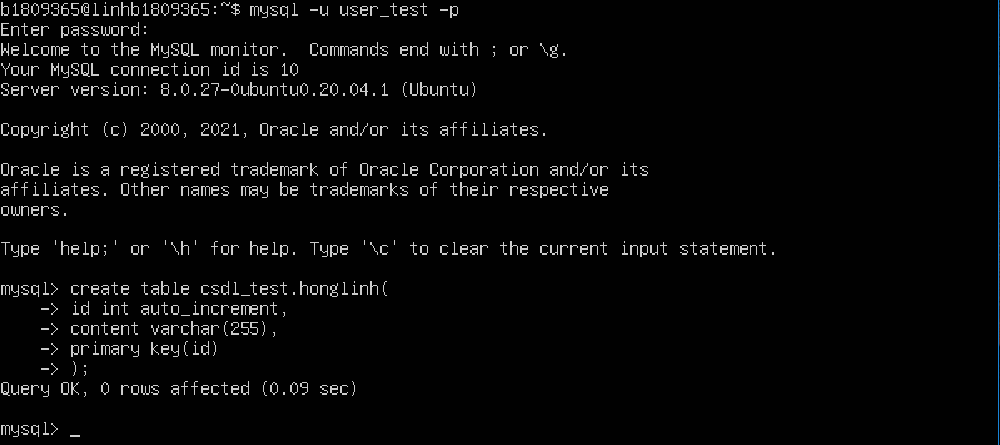 b1809365@linhb1809365:~$ mysql -u user_test -p
Enter password:
Welcome to the MySQL monitor.  Commands end with ; or \g.
Your MySQL connection id is 10
Server version: 8.0.27-0ubuntu0.20.04.1 (Ubuntu)
Copyright (c) 2000, 2021, Oracle and/or its affiliates.
Oracle is a registered trademark of Oracle Corporation and/or its
affiliates. Other names may be trademarks of their respective
owners.
Type 'help;' or '\h' for help. Type '\c' to clear the current input statement.
mysql> create table csdl_test.honglinh(
    -> id int auto_increment,
    -> content varchar(255),
    -> primary key(id)
    -> );
Query OK, 0 rows affected (0.09 sec)
mysql> _